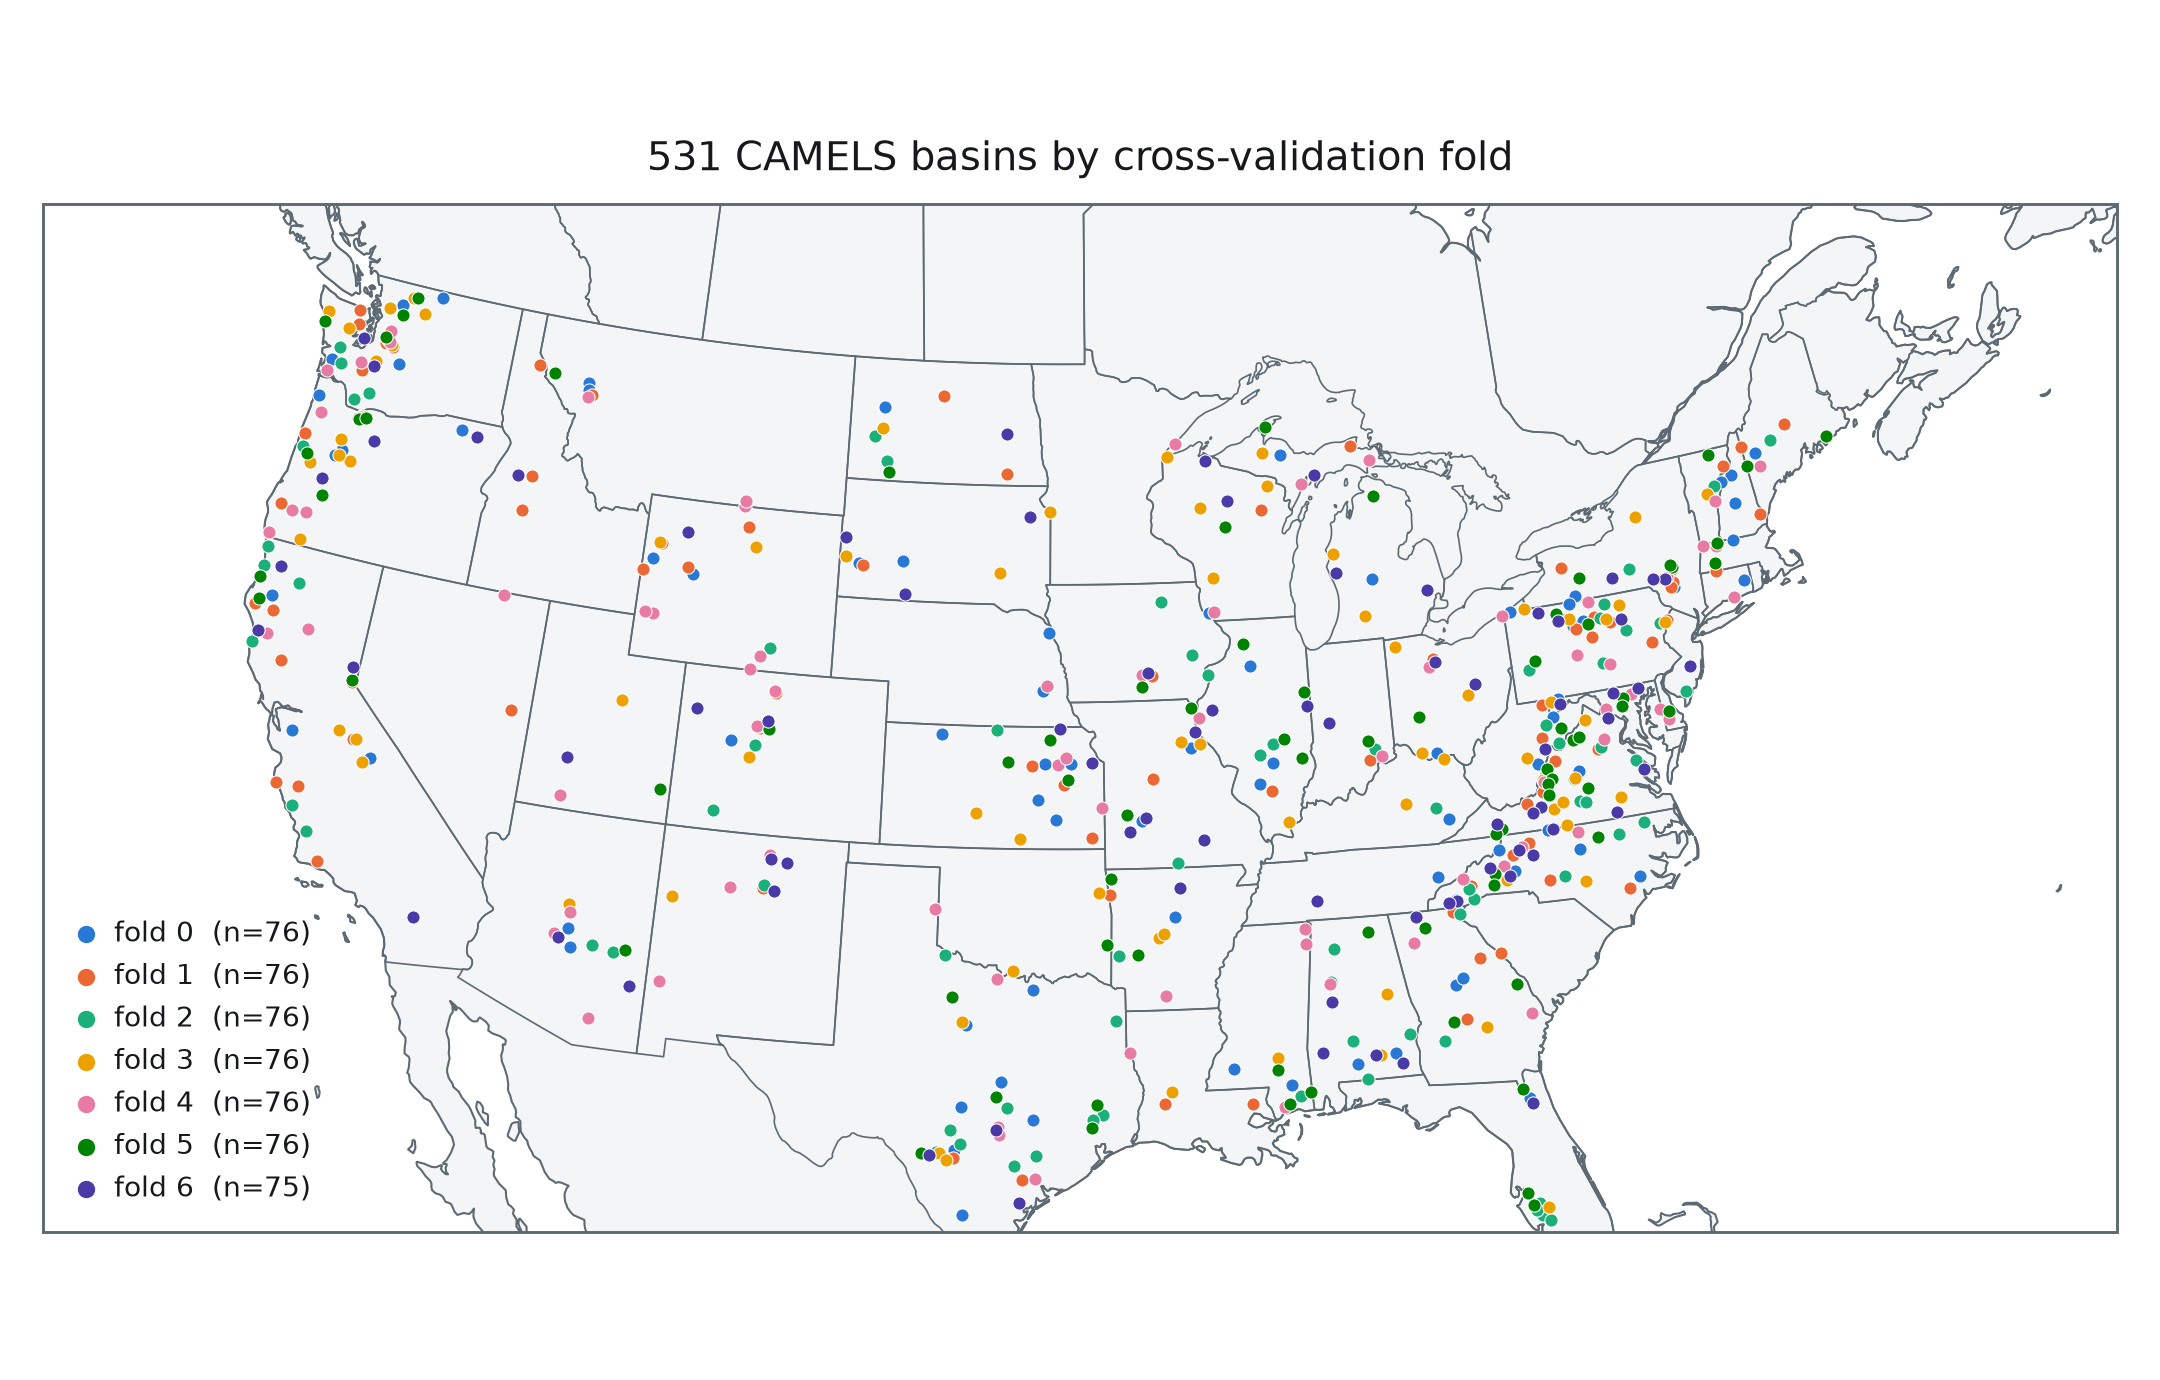 531 CAMELS basins by cross-validation fold
fold 0 (n=76)
fold 1 (n=76)
fold 2 (n=76)
fold 3 (n=76)
fold 4 (n=76)
fold 5 (n=76)
fold 6 (n=75)